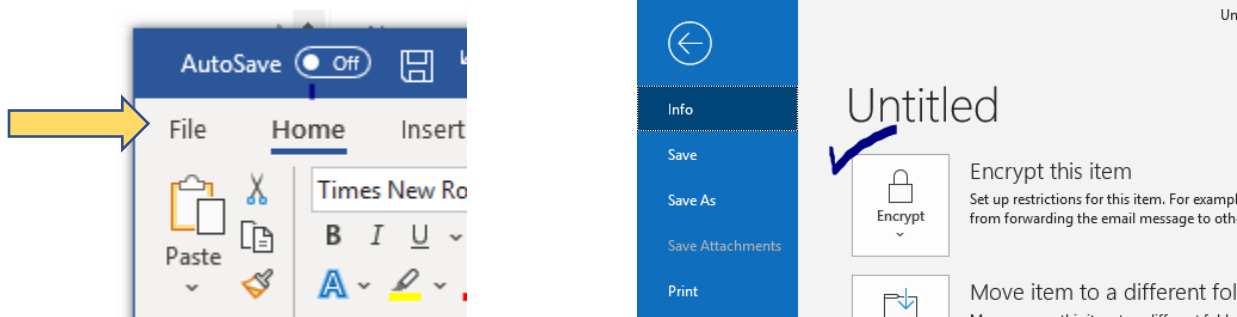 AutoSave Off
File Home Insert
Paste
Times New Ro
B I U
A
Un
Info
Save
Save As
Save Attachments
Print
Untitled
Encrypt
Encrypt this item
Set up restrictions for this item. For exampl
from forwarding the email message to oth
Move item to a different fol